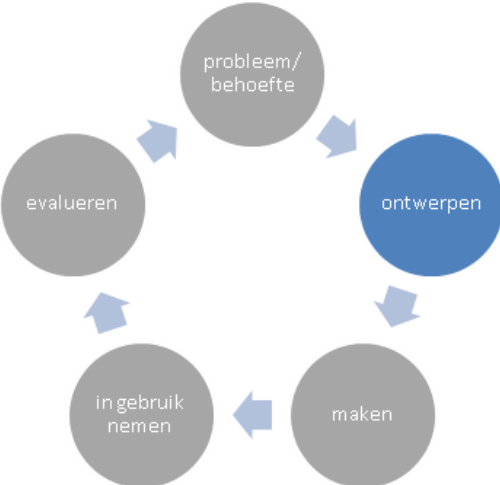 probleem/
behoefte
ontwerpen
maken
in gebruik
nemen
evalueren